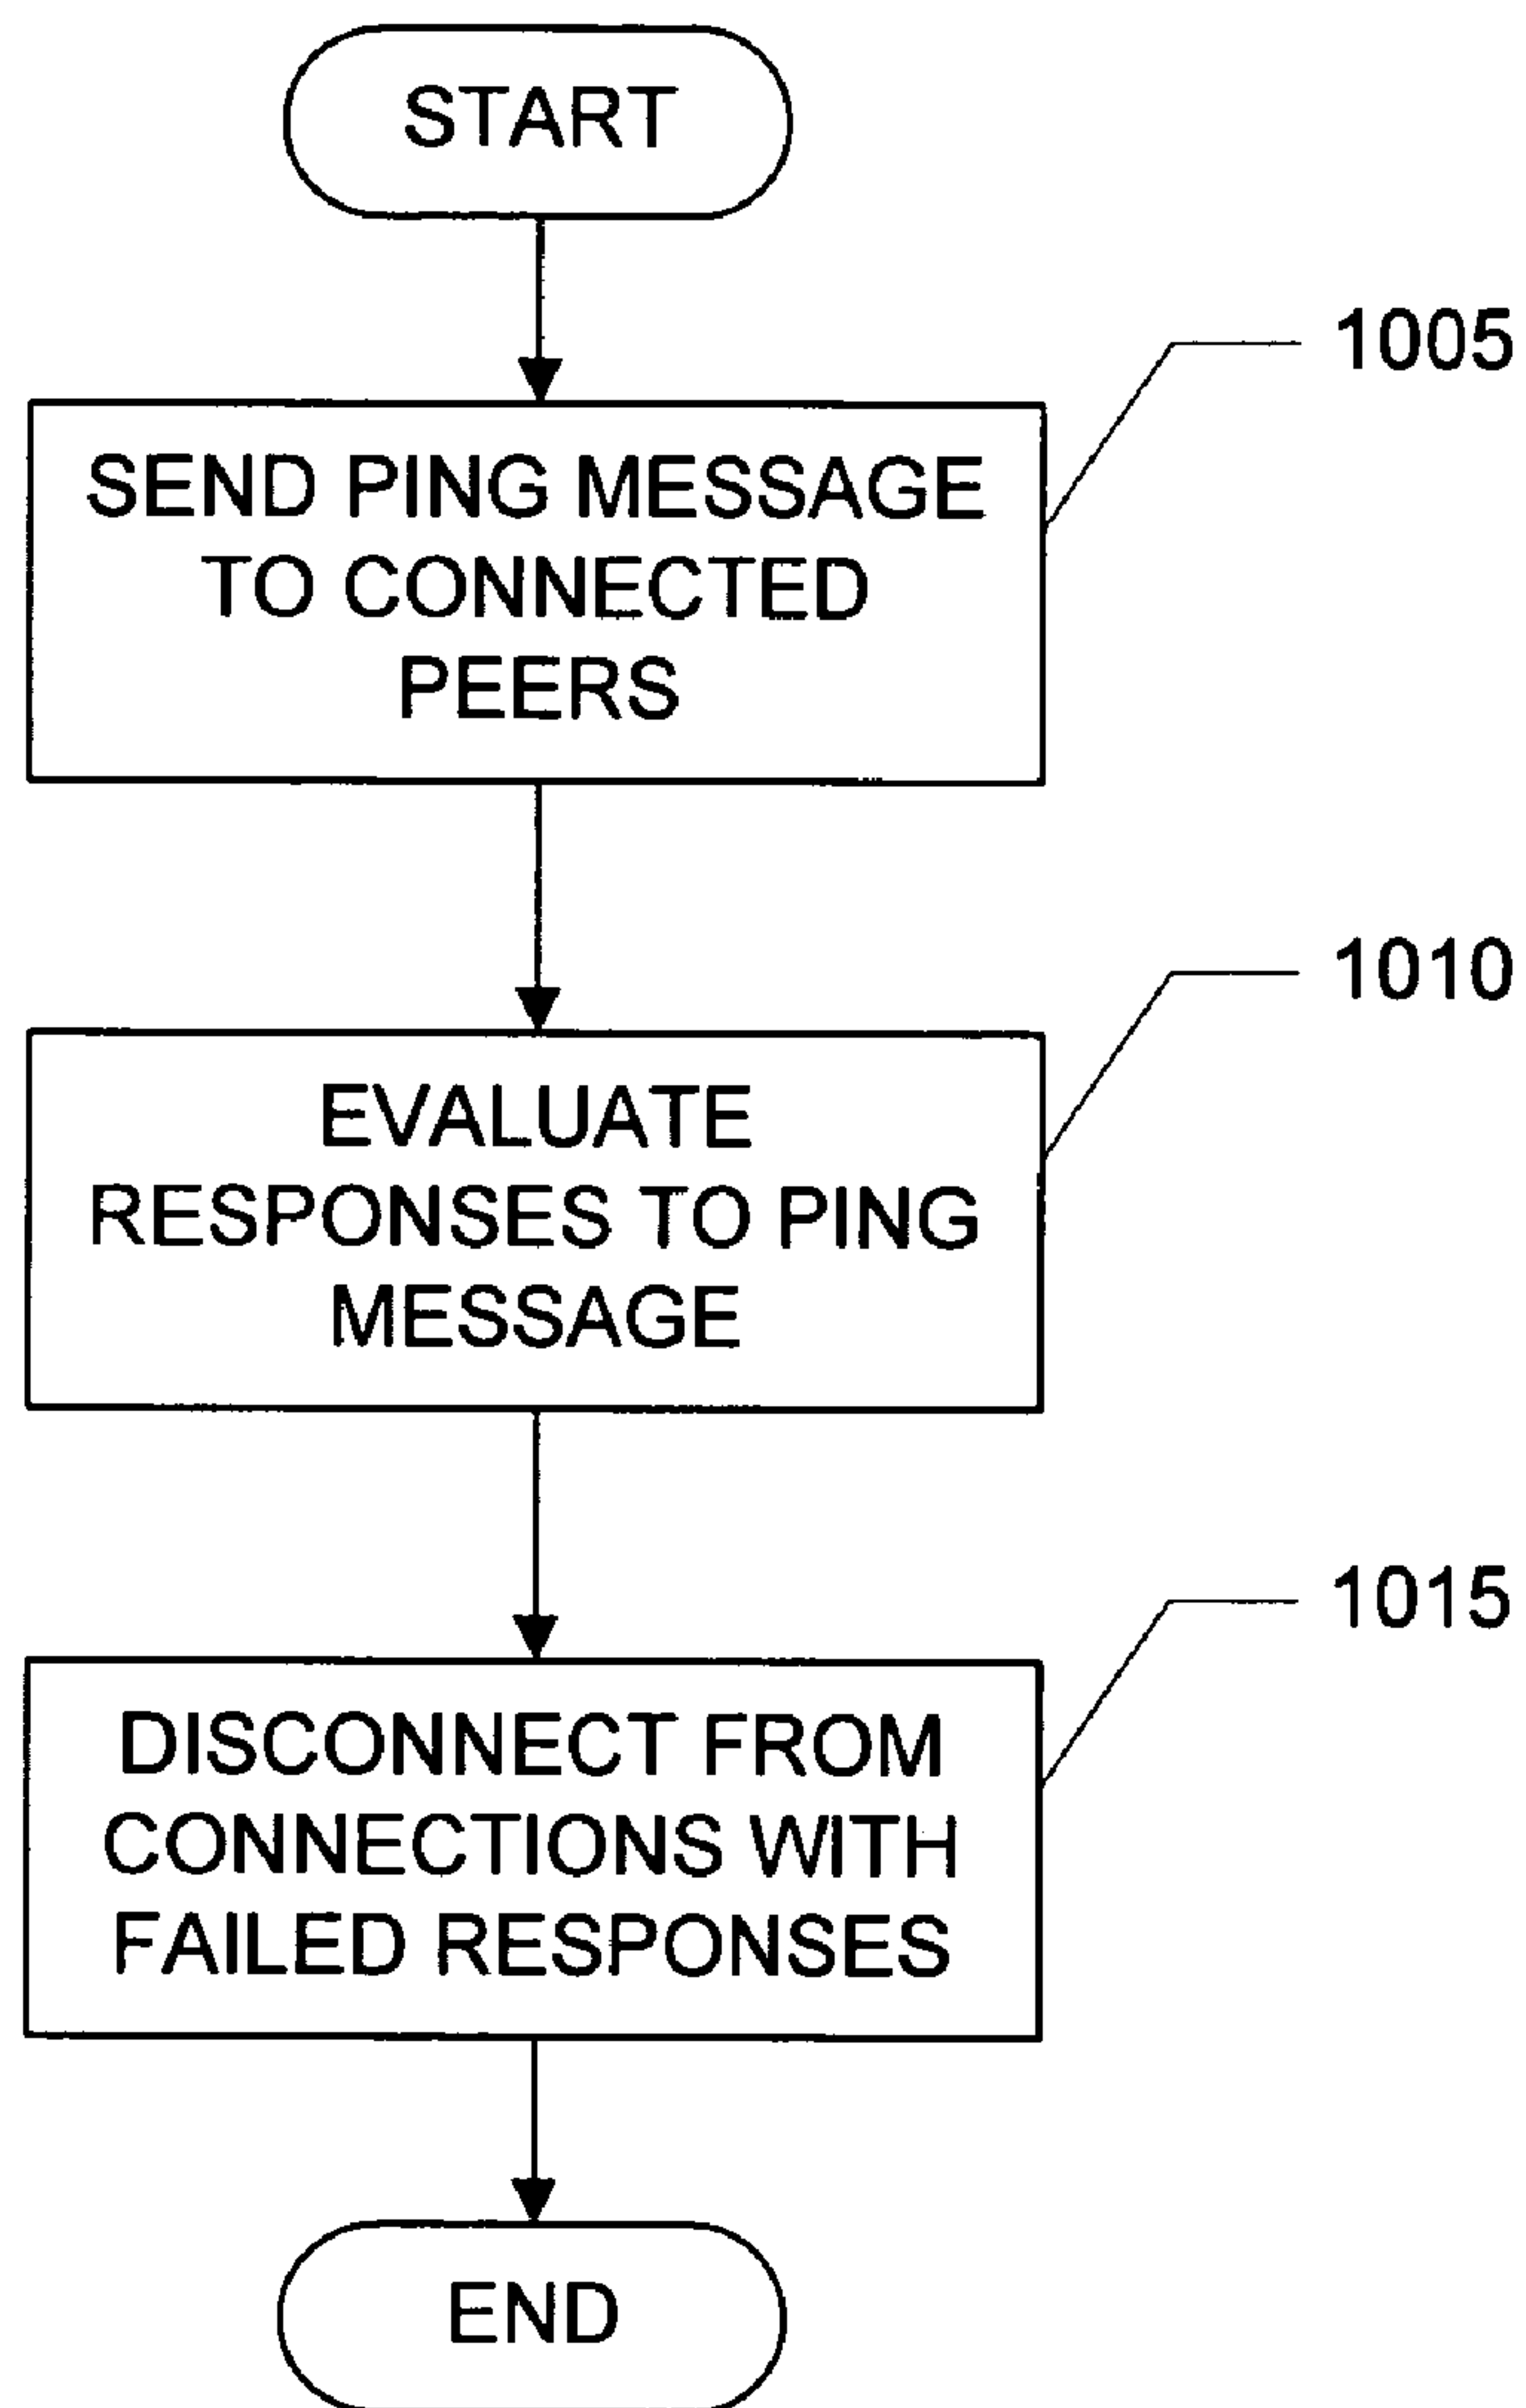 START
1005
SEND PING MESSAGE
TO CONNECTED
PEERS
1010
EVALUATE
RESPONSES TO PING
MESSAGE
1015
DISCONNECT FROM
CONNECTIONS WITH
FAILED RESPONSES
END